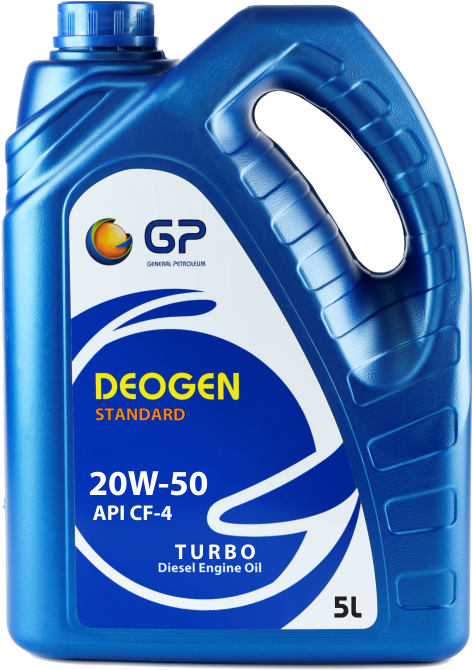 GP
GENERAL PETROLEUM
DEOGEN
STANDARD
20W-50
API CF-4
TURBO
Diesel Engine Oil
5L